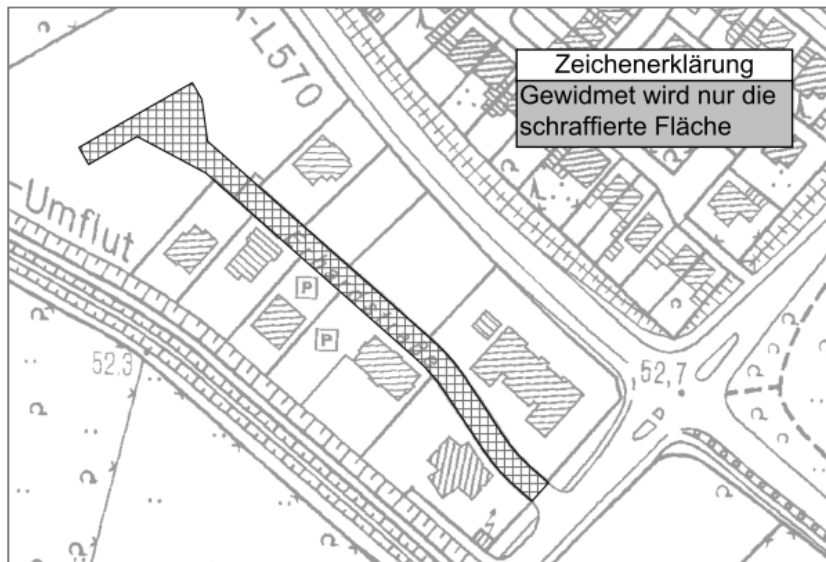 -L570
Zeichenerklärung
Gewidmet wird nur die
schraffierte Fläche
-Umflut
P
P
52.3
52,7